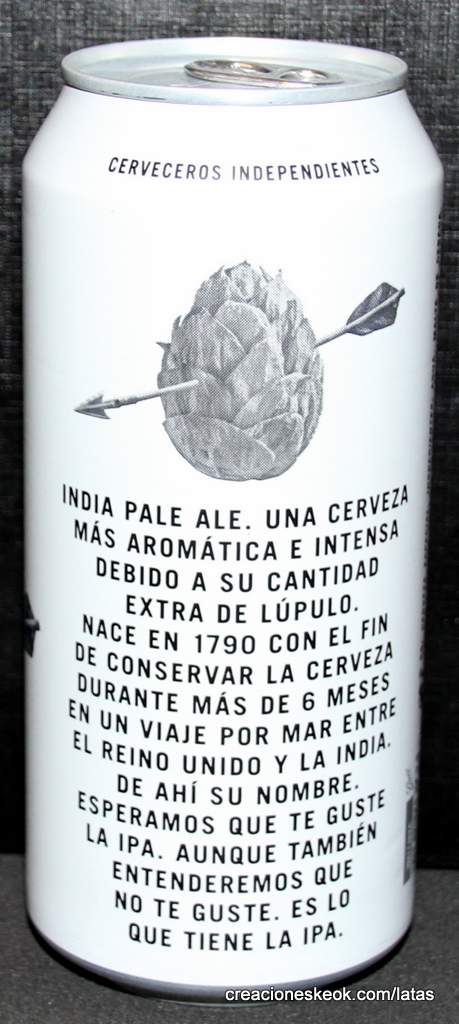 CERVECEROS INDEPENDIENTES
INDIA PALE ALE. UNA CERVEZA
MÁS AROMÁTICA E INTENSA
DEBIDO A SU CANTIDAD
EXTRA DE LÚPULO.
NACE EN 1790 CON EL FIN
DE CONSERVAR LA CERVEZA
DURANTE MÁS DE 6 MESES
EN UN VIAJE POR MAR ENTRE
EL REINO UNIDO Y LA INDIA.
DE AHÍ SU NOMBRE.
ESPERAMOS QUE TE GUSTE
LA IPA. AUNQUE TAMBIÉN
ENTENDEREMOS QUE
NO TE GUSTE. ES LO
QUE TIENE LA IPA.
creacioneskeok.com/latas